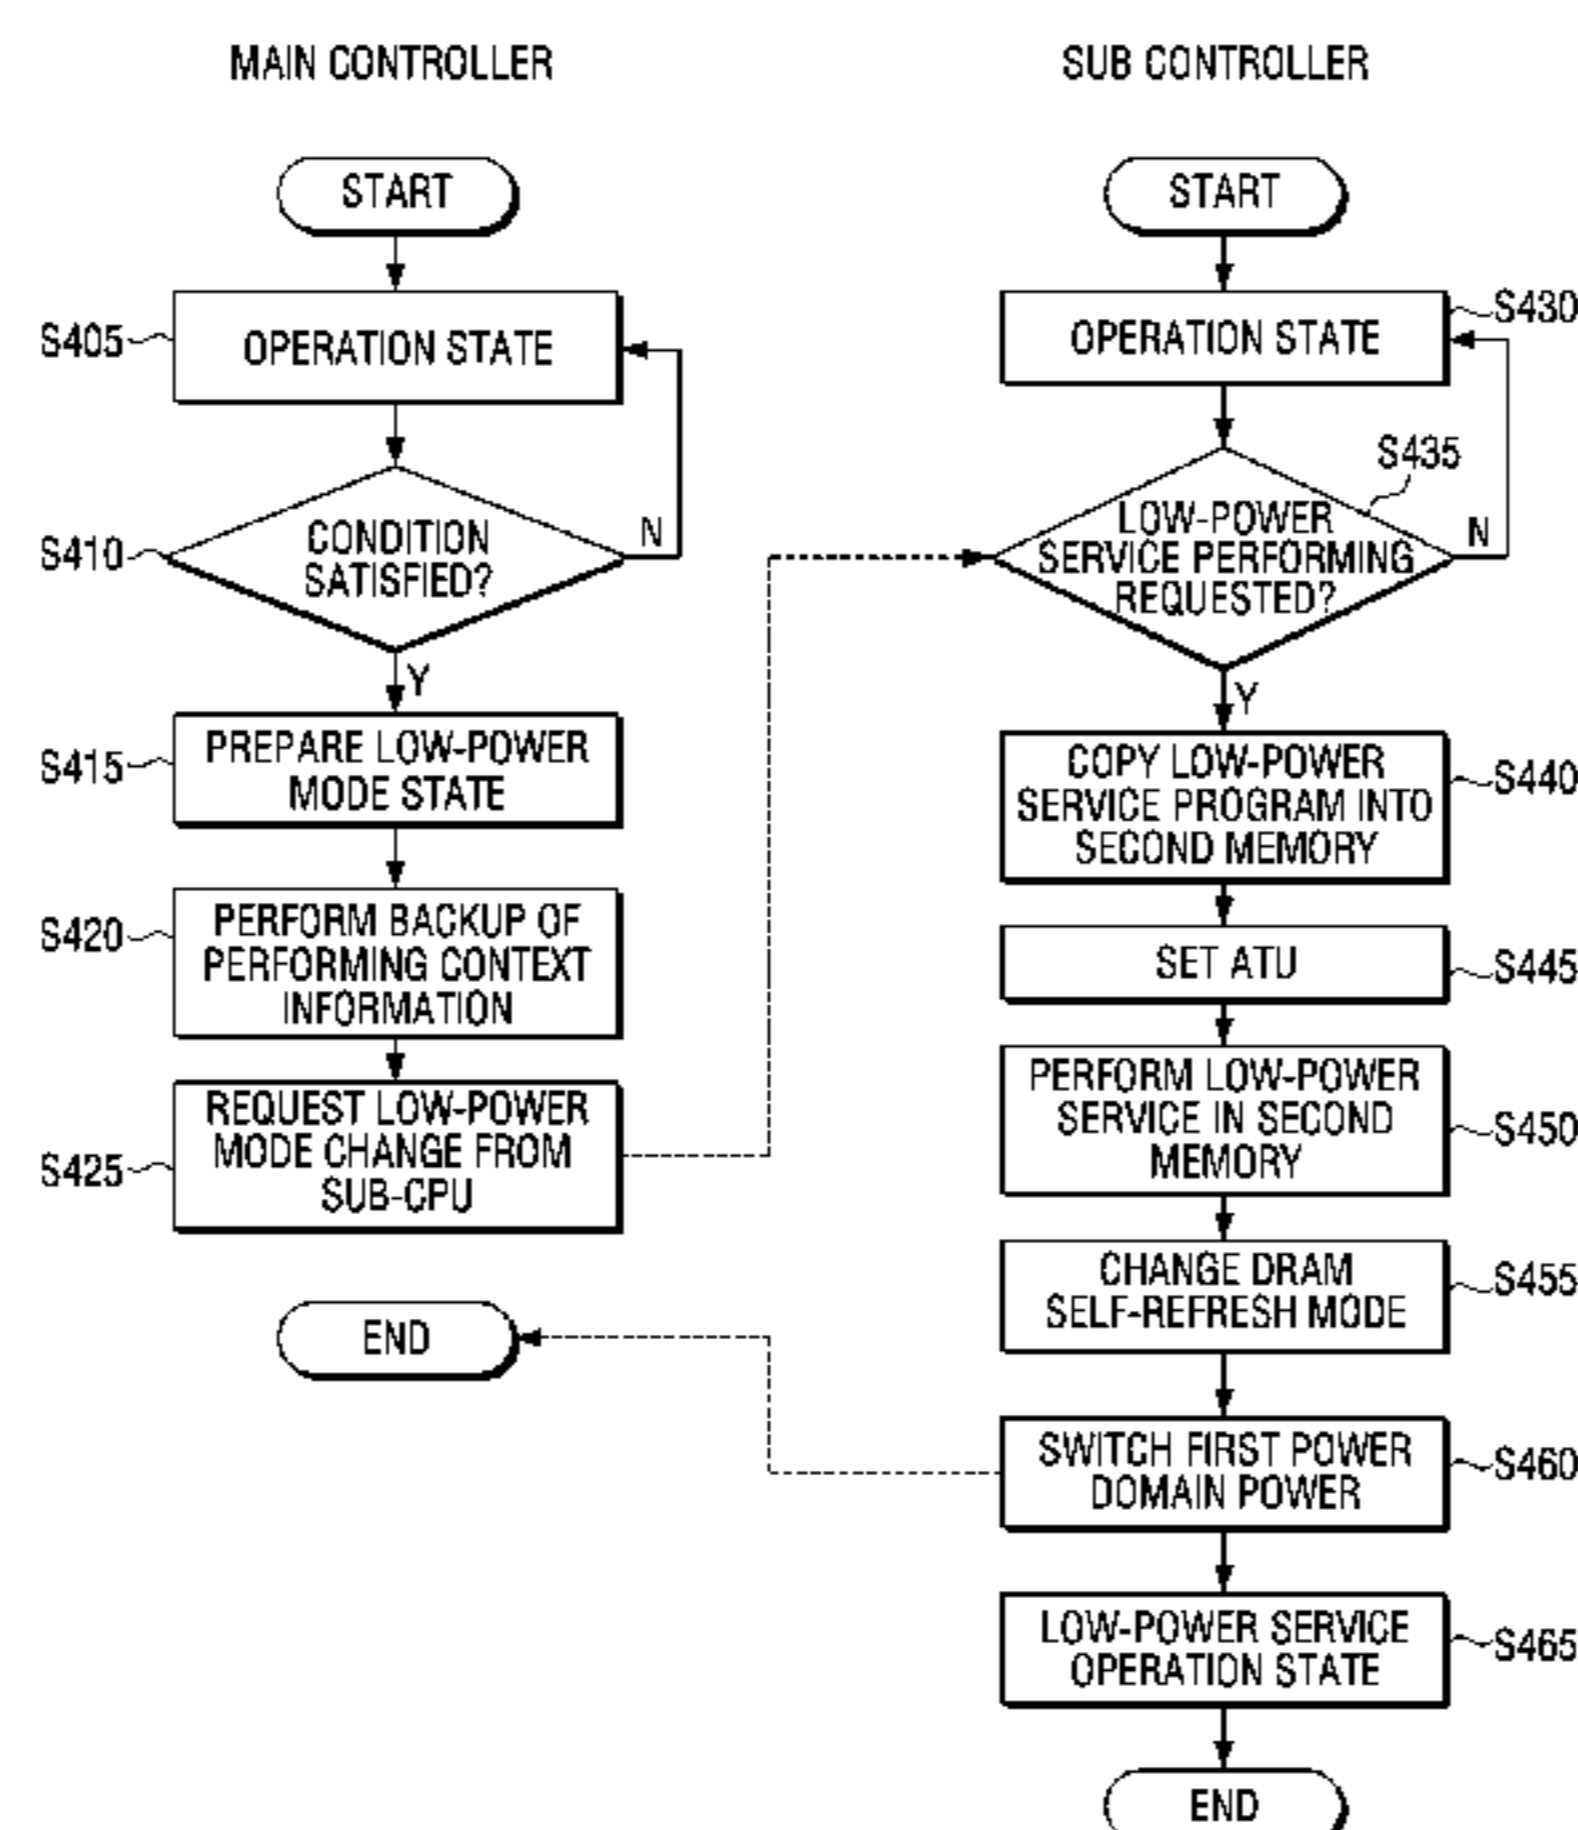 MAIN CONTROLLER
START
S405
OPERATION STATE
S410
CONDITION
SATISFIED?
N
Y
S415
PREPARE LOW-POWER
MODE STATE
S420
PERFORM BACKUP OF
PERFORMING CONTEXT
INFORMATION
S425
REQUEST LOW-POWER
MODE CHANGE FROM
SUB-CPU
END
SUB CONTROLLER
START
OPERATION STATE
S430
S435
LOW-POWER
SERVICE PERFORMING
REQUESTED?
N
Y
COPY LOW-POWER
SERVICE PROGRAM INTO
SECOND MEMORY
S440
SET ATU
S445
PERFORM LOW-POWER
SERVICE IN SECOND
MEMORY
S450
CHANGE DRAM
SELF-REFRESH MODE
S455
SWITCH FIRST POWER
DOMAIN POWER
S460
LOW-POWER SERVICE
OPERATION STATE
S465
END